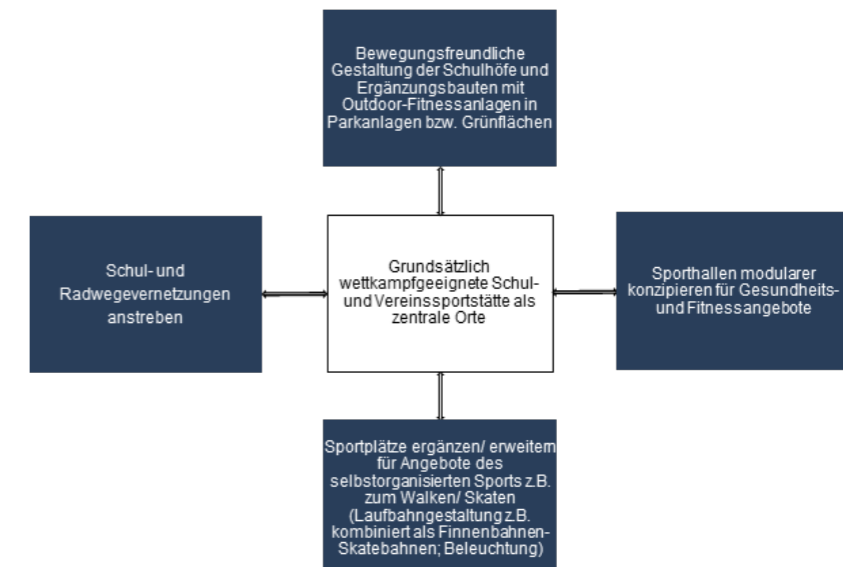 Bewegungsfreundliche
Gestaltung der Schulhöfe und
Ergänzungsbauten mit
Outdoor-Fitnessanlagen in
Parkanlagen bzw. Grünflächen
Schul- und
Radwegevernetzungen
anstreben
Grundsätzlich
wettkampfgeeignete Schul-
und Vereinssportstätte als
zentrale Orte
Sporthallen modularer
konzipieren für Gesundheits-
und Fitnessangebote
Sportplätze ergänzen/ erweitern
für Angebote des
selbstorganisierten Sports z.B.
zum Walken/ Skaten
(Laufbahngestaltung z.B.
kombiniert als Finnenbahnen-
Skatebahnen; Beleuchtung)